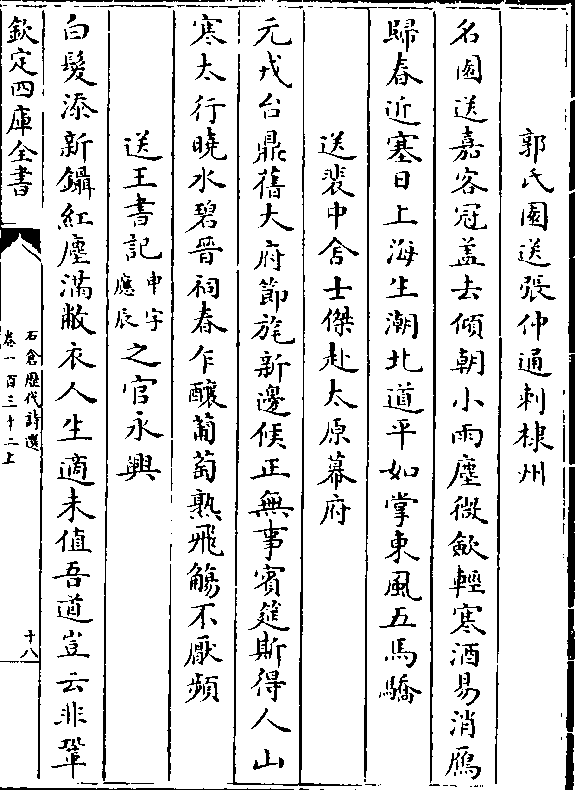 郭氏園送張仲通刺棣州
名園送嘉客冠蓋去傾朝小雨塵微斂輕寒酒易消鴈
歸春近塞日上海生潮北道平如掌東風五馬驕
送裴中舍士傑赴太原幕府
元戎台鼎舊大府節旄新邊候正無事賓筵斯得人山
寒太行曉水碧晉祠春乍釀葡萄熟飛觴不厭頻
送王書記申字應辰之官永興
白髮添新鑷紅塵滿敝衣人生適未值吾道豈云非鞏
欽定四庫全書
石倉歷代詩選
卷一百三十二上
十八